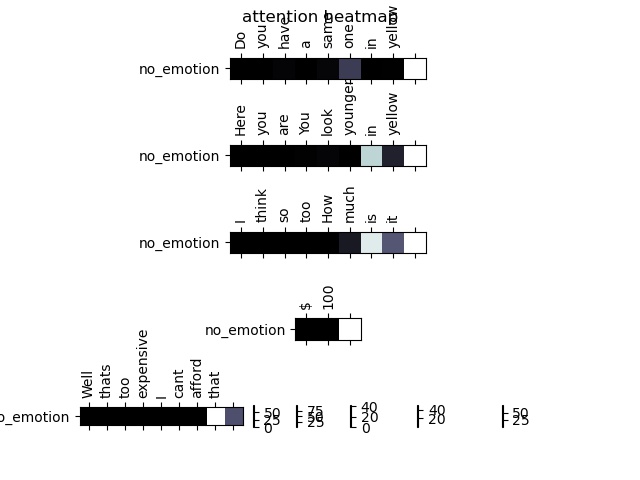 attention heatmap
Do you have a same one in yellow
no_emotion
Here you are You look younger in yellow
no_emotion
I think so too How much is it
no_emotion
$ 100
no_emotion
Well thats too expensive I cant afford that
o_emotion
50 25 0
75 50 25
40 20 0
40 20
50 25